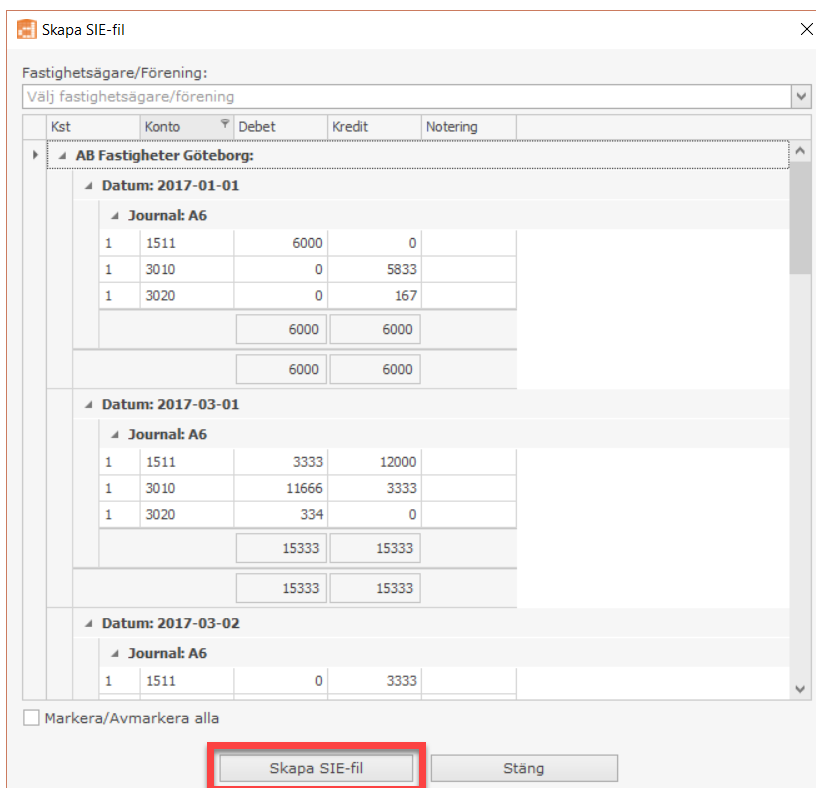 Skapa SIE-fil
Fastighetsägare/Förening:
Välj fastighetsägare/förening
Kst Konto Debet Kredit Notering
AB Fastigheter Göteborg:
Datum: 2017-01-01
Journal: A6
1 1511 6000 0
1 3010 0 5833
1 3020 0 167
6000 6000
6000 6000
Datum: 2017-03-01
Journal: A6
1 1511 3333 12000
1 3010 11666 3333
1 3020 334 0
15333 15333
15333 15333
Datum: 2017-03-02
Journal: A6
1 1511 0 3333
Markera/Avmarkera alla
Skapa SIE-fil Stäng